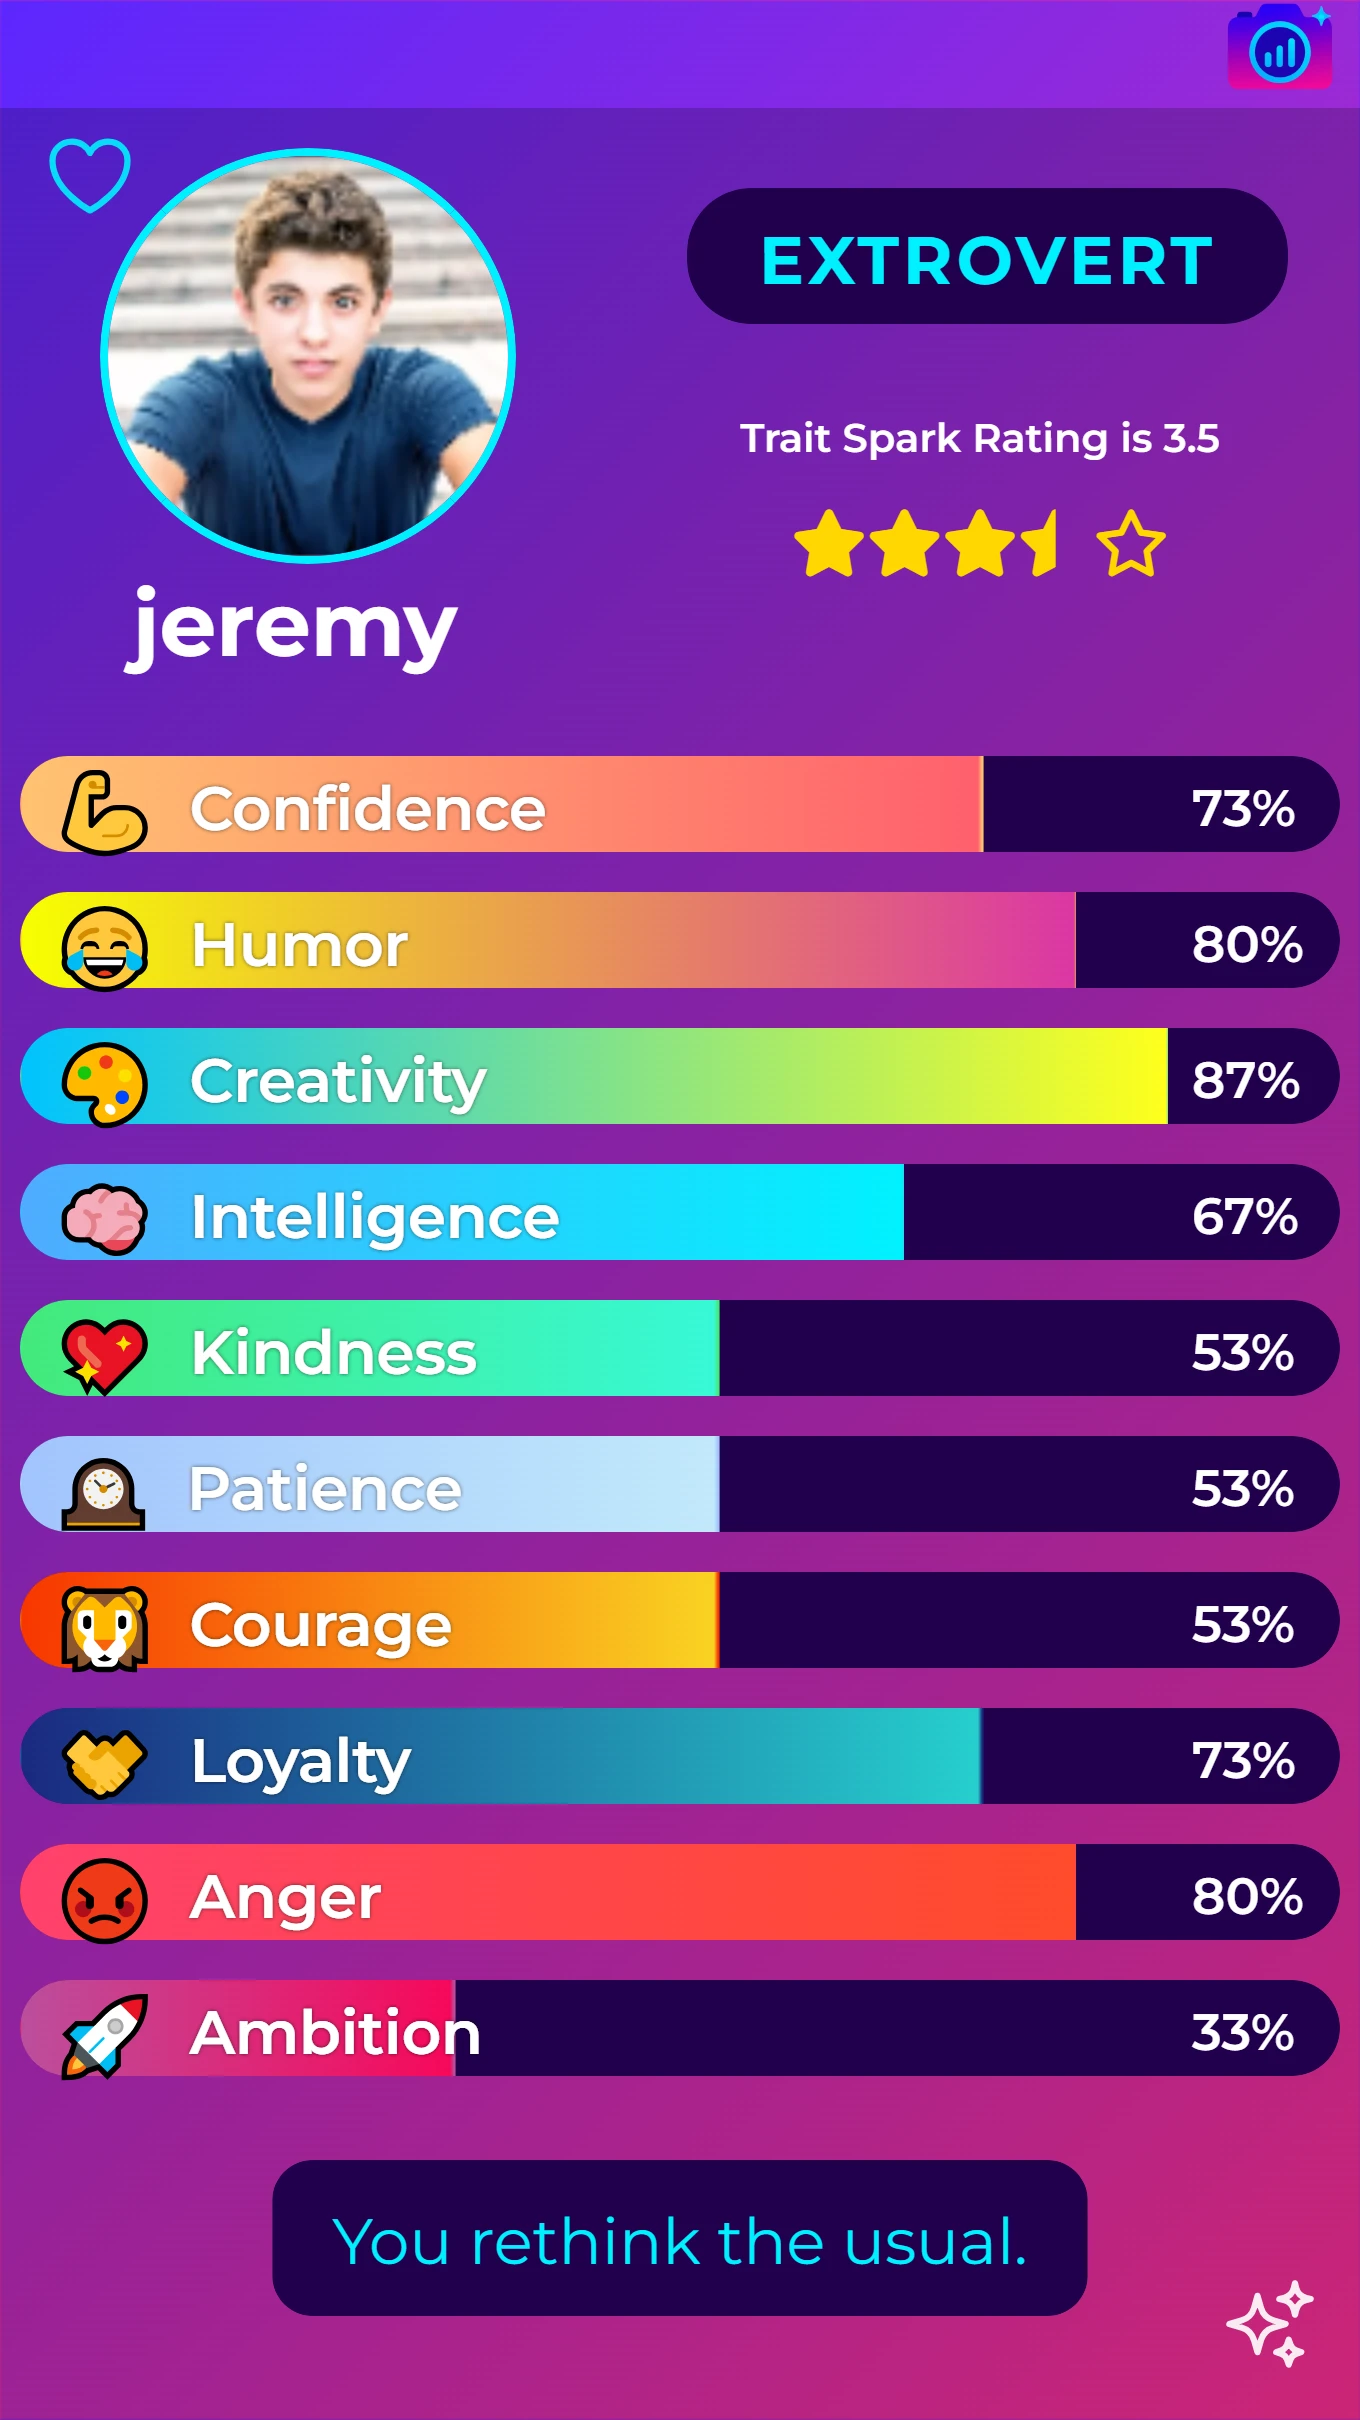 EXTROVERT
Trait Spark Rating is 3.5
jeremy
Confidence 73%
Humor 80%
Creativity 87%
Intelligence 67%
Kindness 53%
Patience 53%
Courage 53%
Loyalty 73%
Anger 80%
Ambition 33%
You rethink the usual.